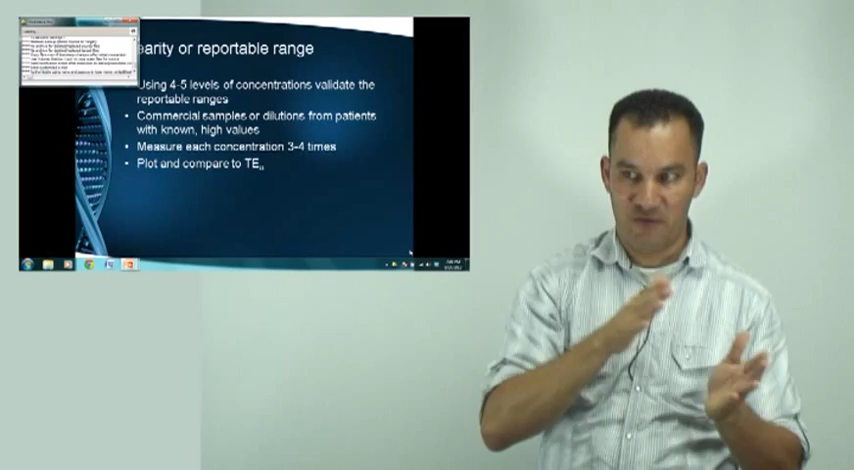 earity or reportable range
Using 4-5 levels of concentrations validate the
reportable ranges
• Commercial samples or dilutions from patients
with known, high values
• Measure each concentration 3-4 times
• Plot and compare to TEa